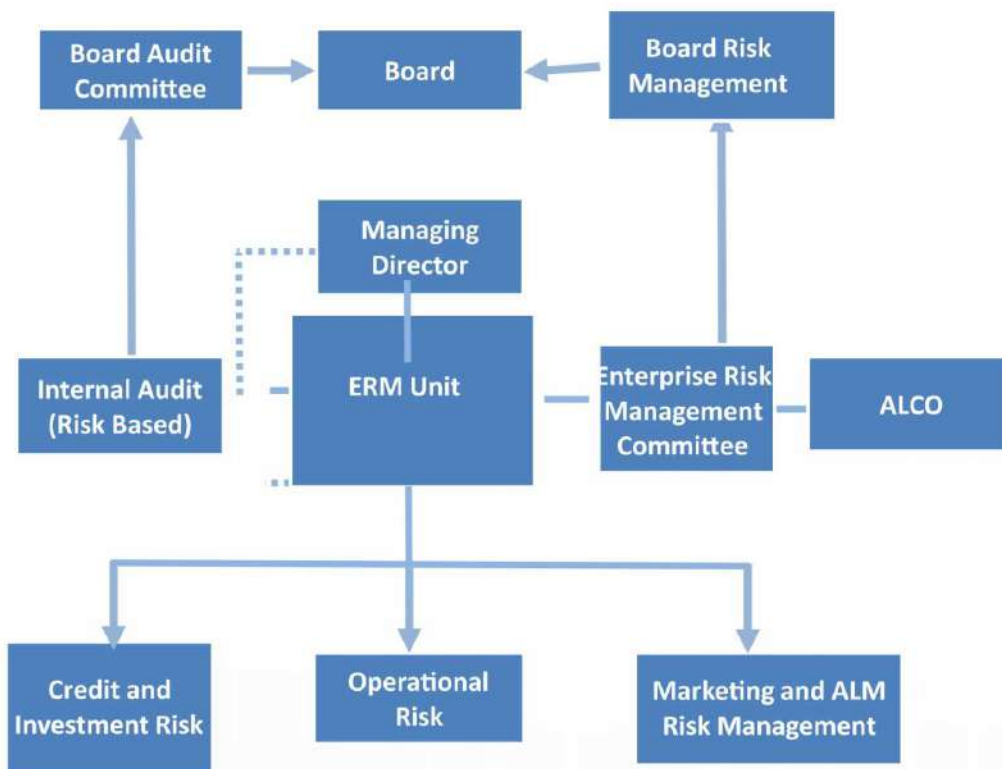 Board Audit
Committee
Board
Board Risk
Management
Managing
Director
Internal Audit
(Risk Based)
ERM Unit
Enterprise Risk
Management
Committee
ALCO
Credit and
Investment Risk
Operational
Risk
Marketing and ALM
Risk Management